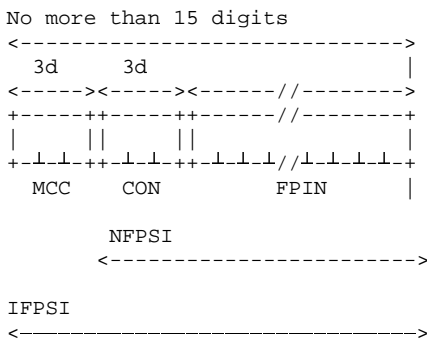 No more than 15 digits
3d 3d
MCC CON FPIN
NFPSI
IFPSI